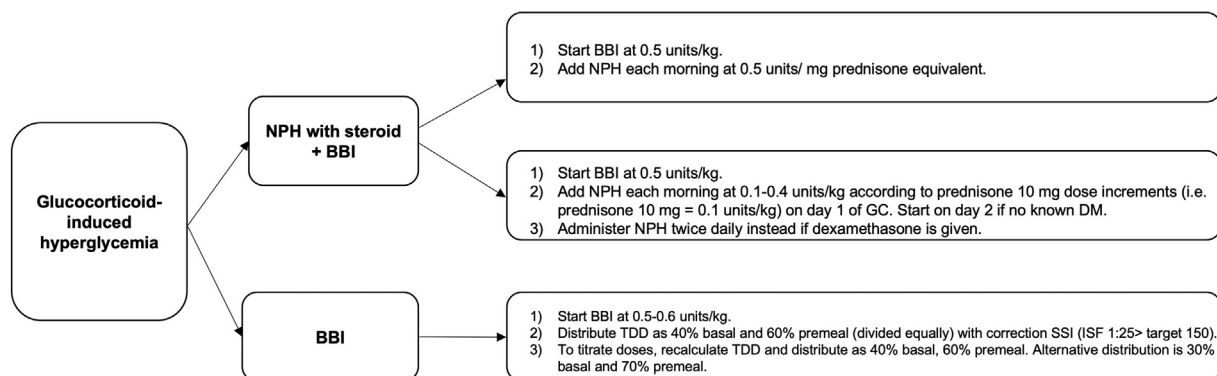 Glucocorticoid-
induced
hyperglycemia
NPH with steroid
+ BBI
1) Start BBI at 0.5 units/kg.
2) Add NPH each morning at 0.5 units/ mg prednisone equivalent.
1) Start BBI at 0.5 units/kg.
2) Add NPH each morning at 0.1-0.4 units/kg according to prednisone 10 mg dose increments (i.e.
prednisone 10 mg = 0.1 units/kg) on day 1 of GC. Start on day 2 if no known DM.
3) Administer NPH twice daily instead if dexamethasone is given.
BBI
1) Start BBI at 0.5-0.6 units/kg.
2) Distribute TDD as 40% basal and 60% premeal (divided equally) with correction SSI (ISF 1:25> target 150).
3) To titrate doses, recalculate TDD and distribute as 40% basal, 60% premeal. Alternative distribution is 30%
basal and 70% premeal.